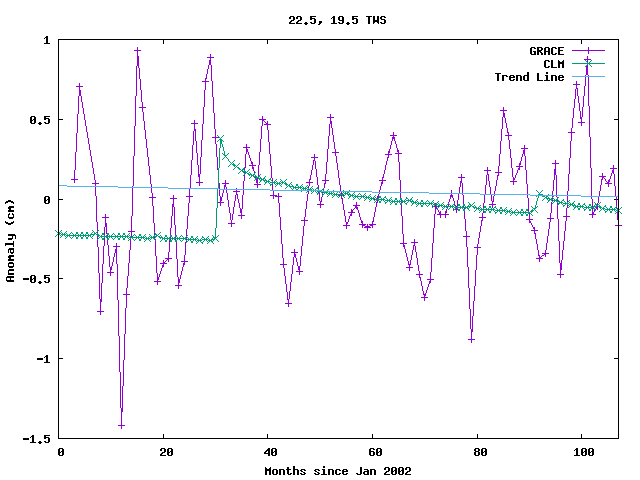 22.5, 19.5 TWS
GRACE
CLM
Trend Line
1
0.5
0
-0.5
-1
-1.5
Anomaly (cm)
0 20 40 60 80 100
Months since Jan 2002